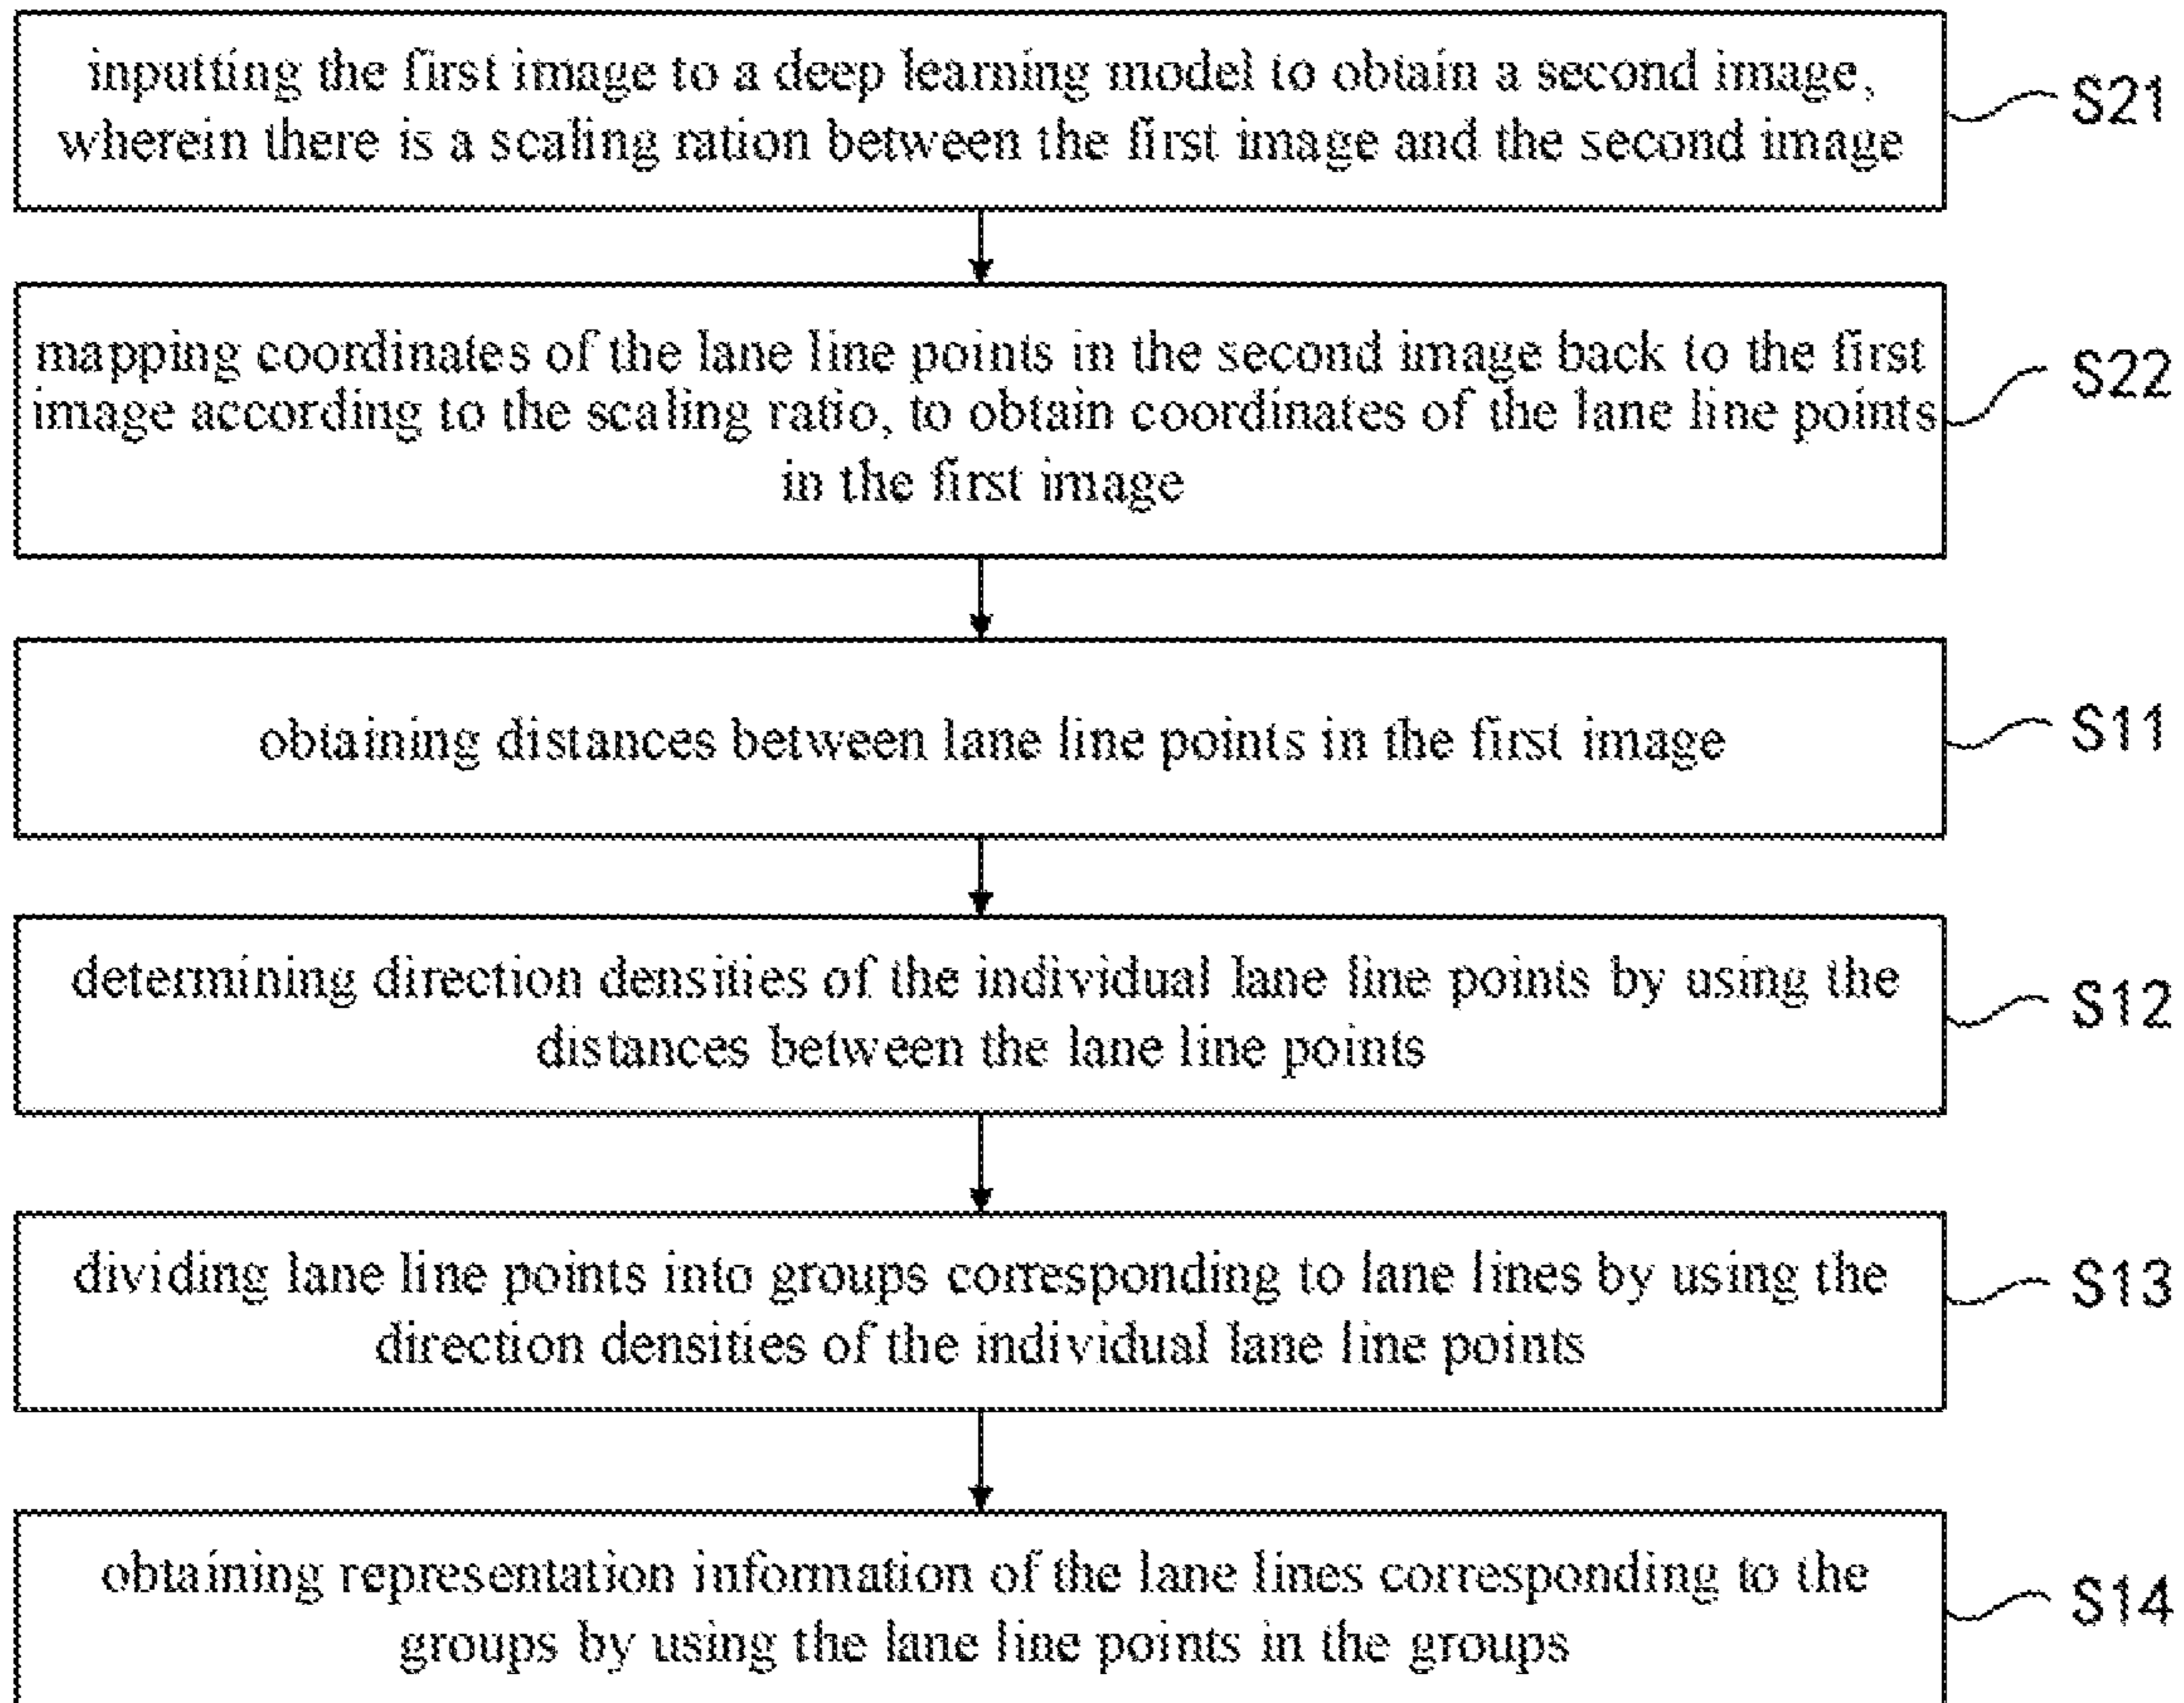 inputting the first image to a deep learning model to obtain a second image,
wherein there is a scaling ration between the first image and the second image
S21
mapping coordinates of the lane line points in the second image back to the first
image according to the scaling ratio, to obtain coordinates of the lane line points
in the first image
S22
obtaining distances between lane line points in the first image
S11
determining direction densities of the individual lane line points by using the
distances between the lane line points
S12
dividing lane line points into groups corresponding to lane lines by using the
direction densities of the individual lane line points
S13
obtaining representation information of the lane lines corresponding to the
groups by using the lane line points in the groups
S14